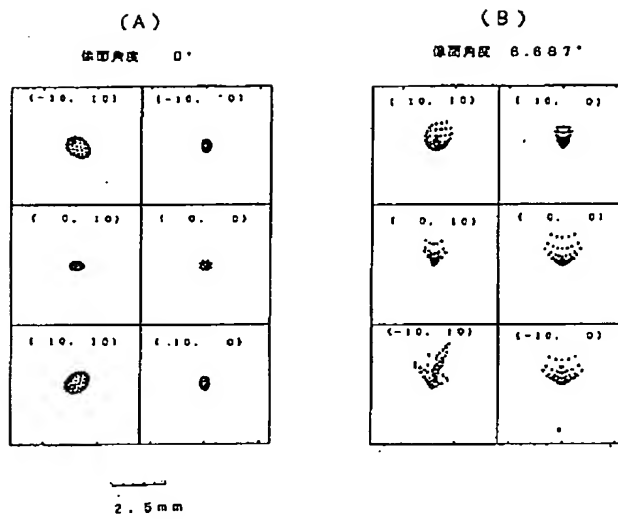 (A)
(B)
像面角度 0°
像面角度 6.687°
(-10, 10) (-10, 0)
( 10, 10) ( 10, 0)
( 0, 10) ( 0, 0)
( 0, 10) ( 0, 0)
( 10, 10) ( 10, 0)
(-10, 10) (-10, 0)
2.5mm